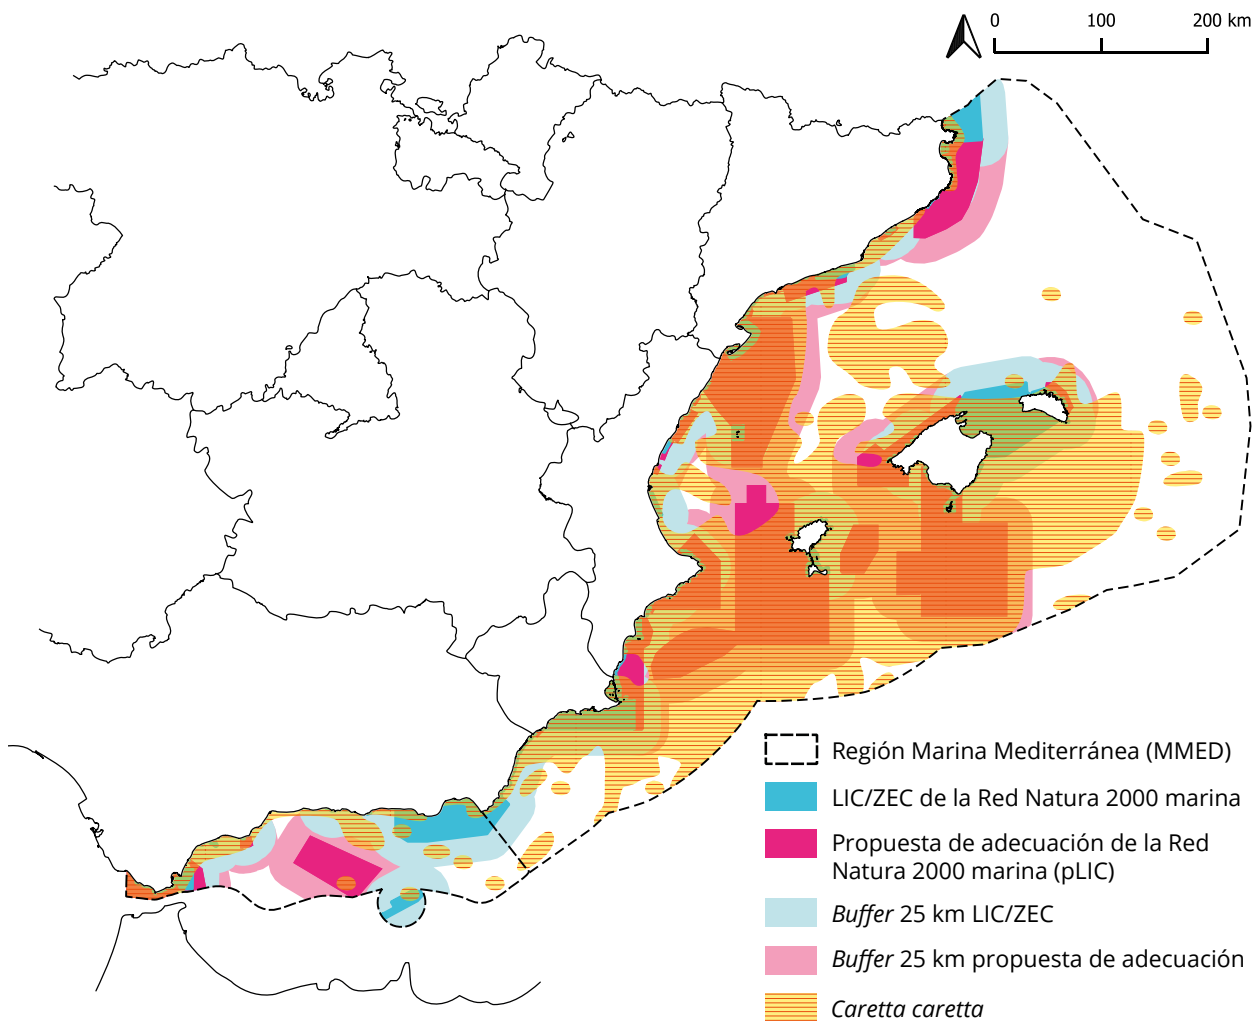 0 100 200 km
Región Marina Mediterránea (MMED)
LIC/ZEC de la Red Natura 2000 marina
Propuesta de adecuación de la Red
Natura 2000 marina (pLIC)
Buffer 25 km LIC/ZEC
Buffer 25 km propuesta de adecuación
Caretta caretta